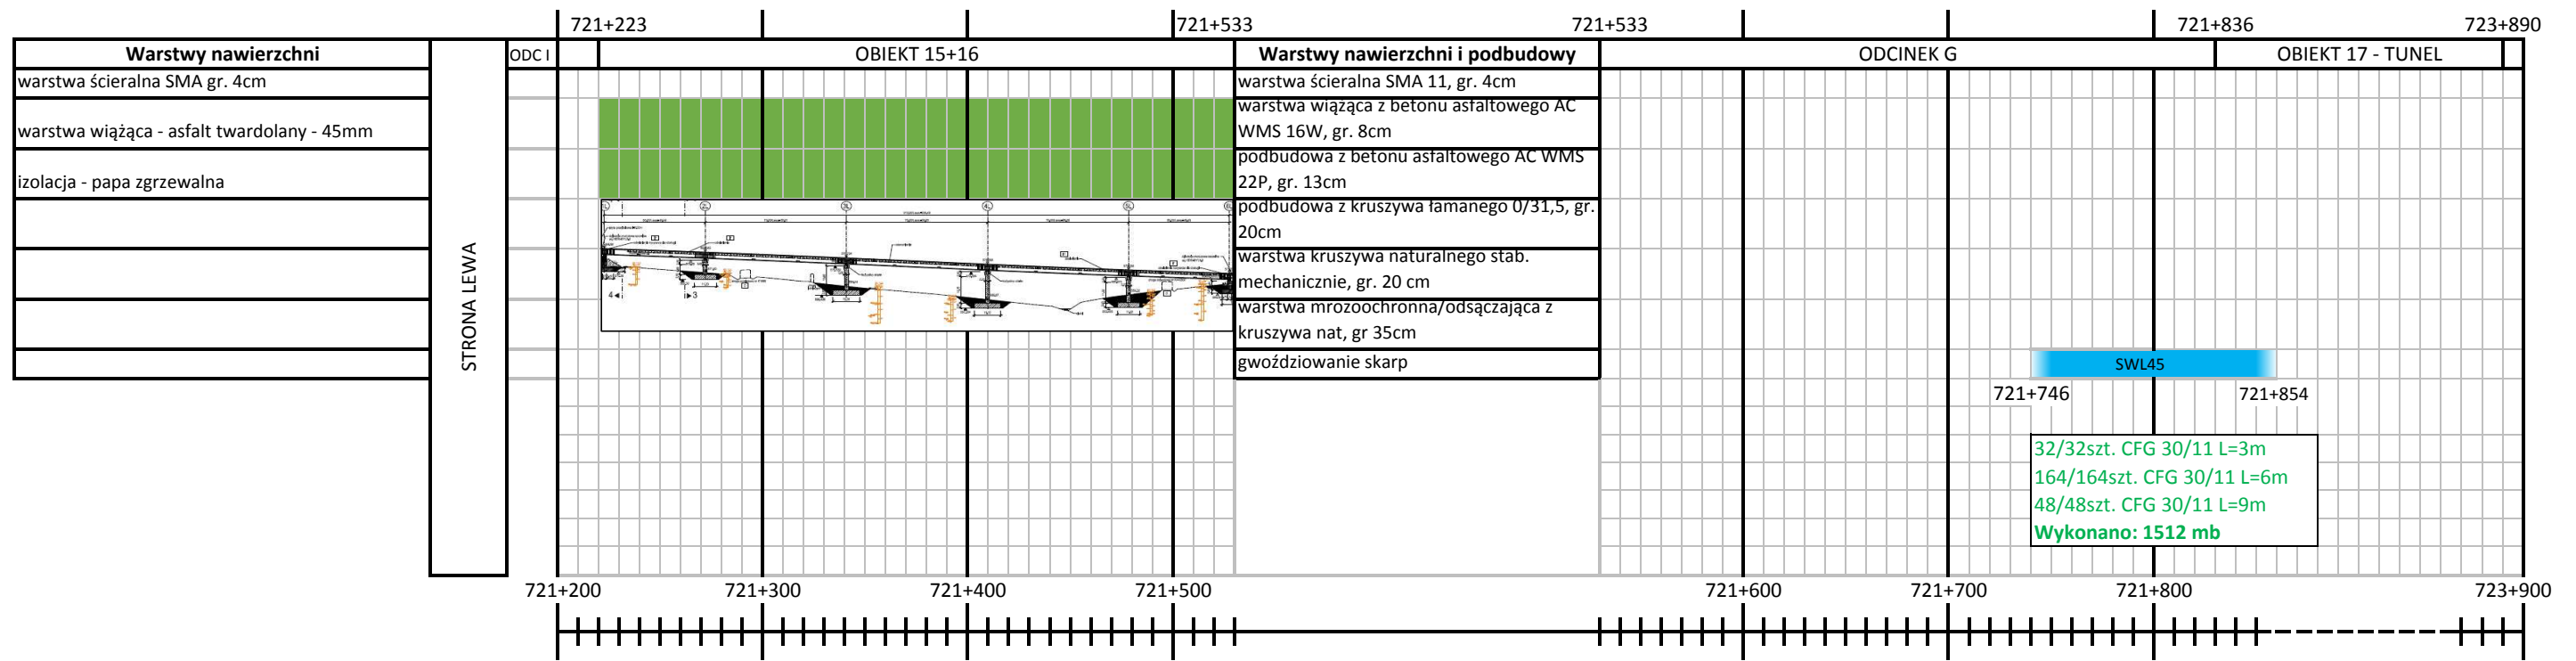 721+223
721+533
721+533
721+836
723+890
Warstwy nawierzchni
ODC I
OBIEKT 15+16
Warstwy nawierzchni i podbudowy
ODCINEK G
OBIEKT 17 - TUNEL
warstwa ścieralna SMA gr. 4cm
warstwa wiążąca - asfalt twardolany - 45mm
izolacja - papa zgrzewalna
STRONA LEWA
warstwa ścieralna SMA 11, gr. 4cm
warstwa wiążąca z betonu asfaltowego AC
WMS 16W, gr. 8cm
podbudowa z betonu asfaltowego AC WMS
22P, gr. 13cm
podbudowa z kruszywa łamanego 0/31,5, gr.
20cm
warstwa kruszywa naturalnego stab.
mechanicznie, gr. 20 cm
warstwa mrozoochronna/odsączająca z
kruszywa nat, gr 35cm
gwoździowanie skarp
SWL45
721+746
721+854
32/32szt. CFG 30/11 L=3m
164/164szt. CFG 30/11 L=6m
48/48szt. CFG 30/11 L=9m
Wykonano: 1512 mb
721+200
721+300
721+400
721+500
721+600
721+700
721+800
723+900